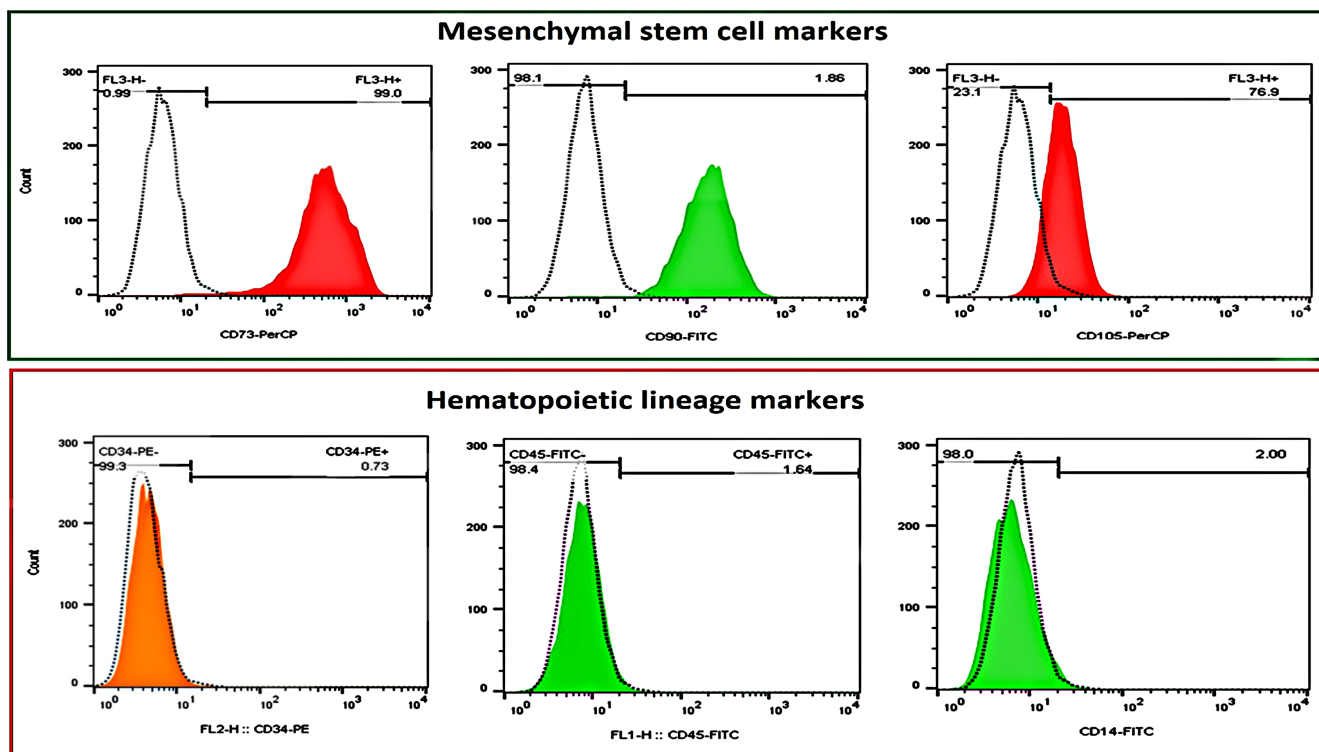 Mesenchymal stem cell markers
FL3-H- FL3-H+
0.99 99.0
300
200
100
0
Count
10^0 10^1 10^2 10^3 10^4
CD73-PerCP
98.1 1.86
300
200
100
0
10^0 10^1 10^2 10^3 10^4
CD90-FITC
FL3-H- FL3-H+
23.1 76.9
300
200
100
0
10^0 10^1 10^2 10^3 10^4
CD105-PerCP
Hematopoietic lineage markers
CD34-PE- CD34-PE+
99.3 0.73
300
200
100
0
Count
10^0 10^1 10^2 10^3 10^4
FL2-H :: CD34-PE
CD45-FITC- CD45-FITC+
98.4 1.64
300
200
100
0
10^0 10^1 10^2 10^3 10^4
FL1-H :: CD45-FITC
98.0 2.00
300
200
100
0
10^0 10^1 10^2 10^3 10^4
CD14-FITC